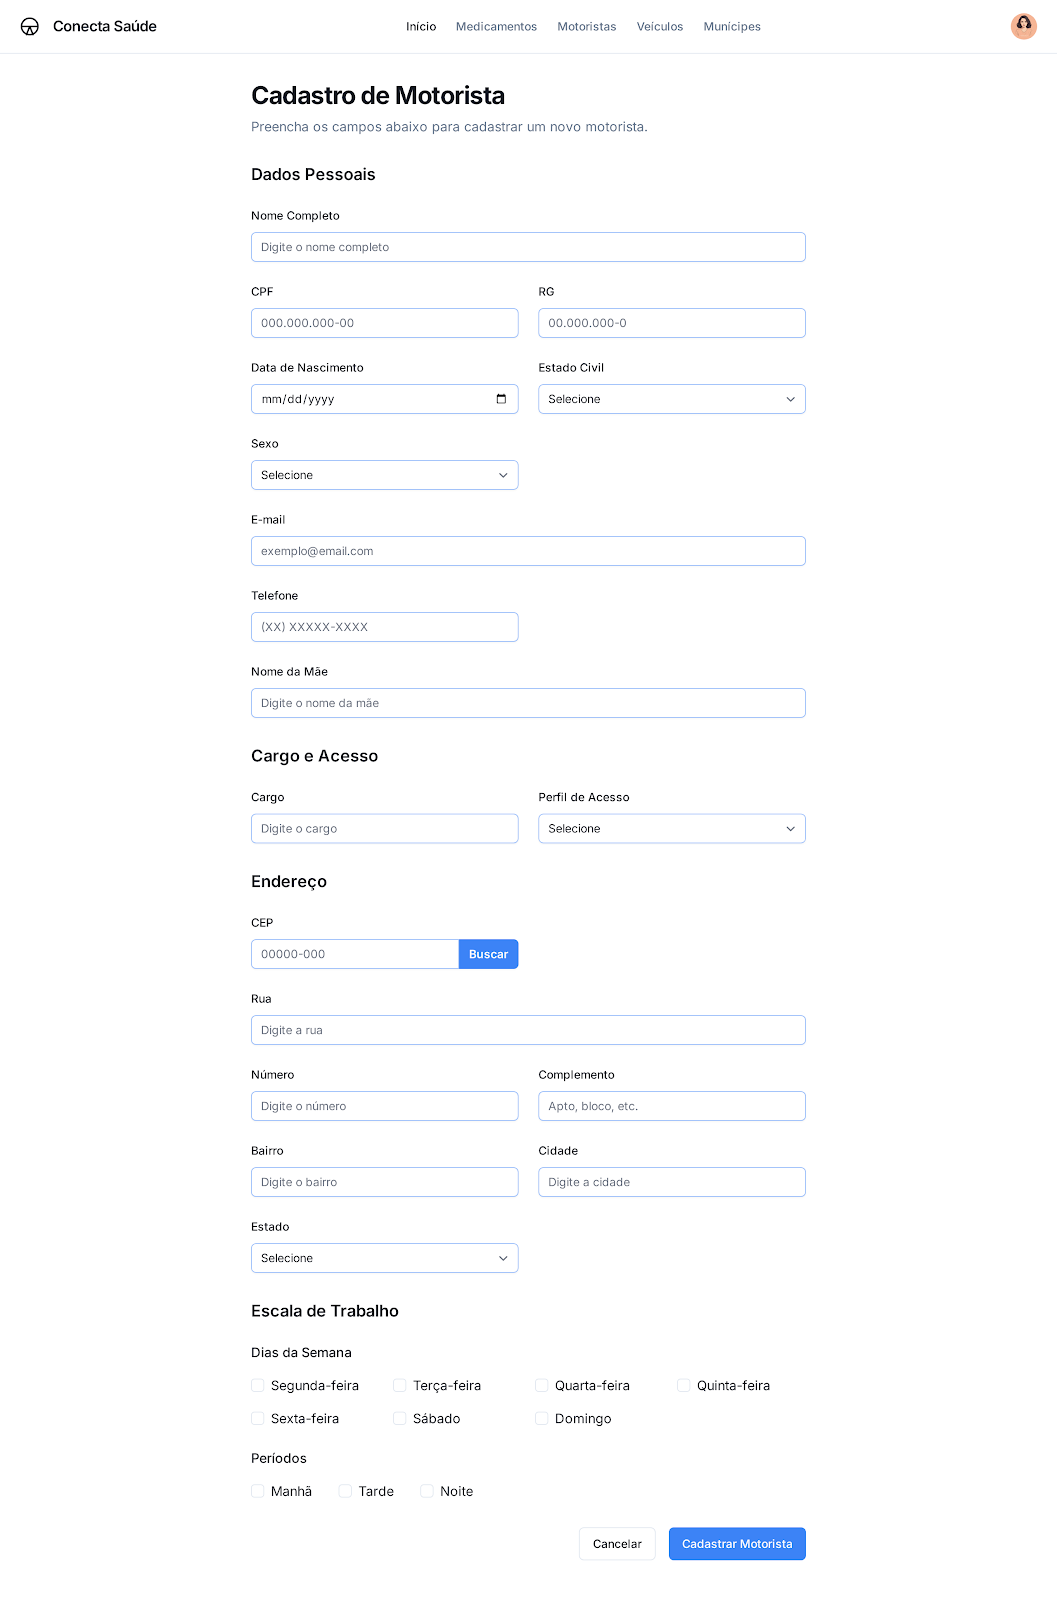 Conecta Saúde
Início Medicamentos Motoristas Veículos Munícipes
Cadastro de Motorista
Preencha os campos abaixo para cadastrar um novo motorista.
Dados Pessoais
Nome Completo
Digite o nome completo
CPF RG
000.000.000-00 00.000.000-0
Data de Nascimento Estado Civil
mm/dd/yyyy Selecione
Sexo
Selecione
E-mail
exemplo@email.com
Telefone
(XX) XXXXX-XXXX
Nome da Mãe
Digite o nome da mãe
Cargo e Acesso
Cargo Perfil de Acesso
Digite o cargo Selecione
Endereço
CEP
00000-000 Buscar
Rua
Digite a rua
Número Complemento
Digite o número Apto, bloco, etc.
Bairro Cidade
Digite o bairro Digite a cidade
Estado
Selecione
Escala de Trabalho
Dias da Semana
Segunda-feira Terça-feira Quarta-feira Quinta-feira
Sexta-feira Sábado Domingo
Períodos
Manhã Tarde Noite
Cancelar Cadastrar Motorista